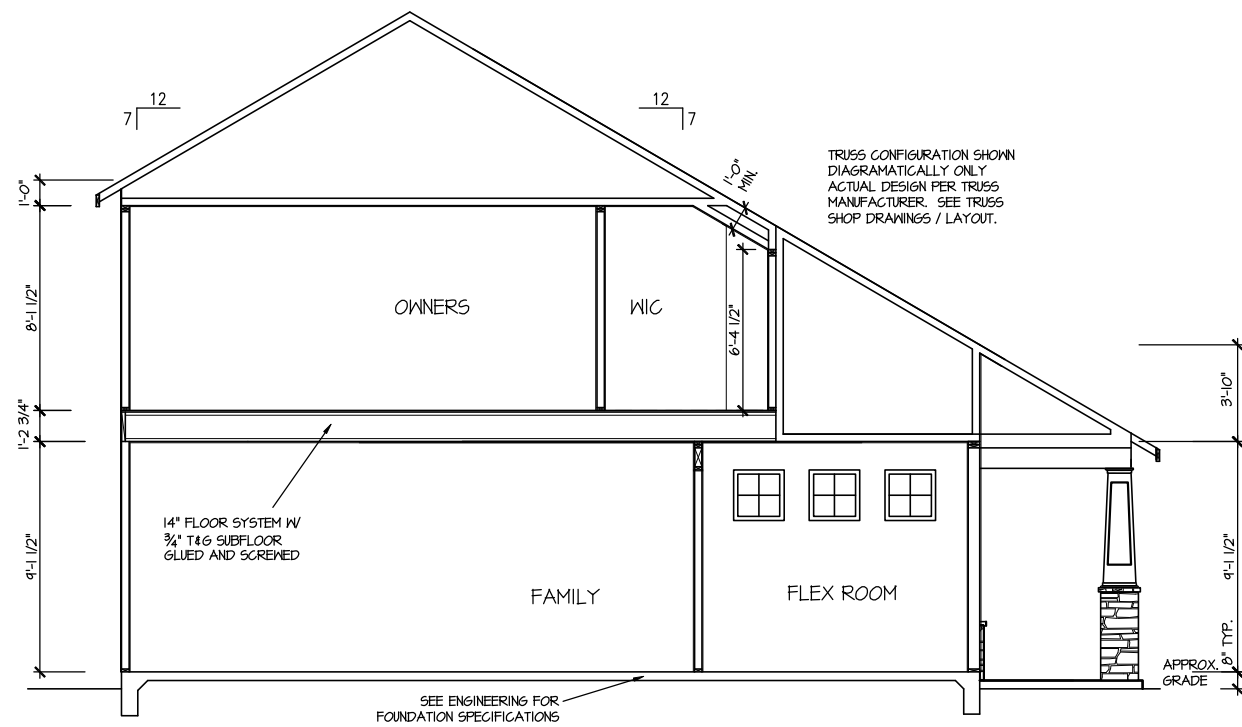 12
7
12
7
1'-0"
MIN.
TRUSS CONFIGURATION SHOWN
DIAGRAMATICALLY ONLY
ACTUAL DESIGN PER TRUSS
MANUFACTURER. SEE TRUSS
SHOP DRAWINGS / LAYOUT.
1'-0"
8'-1 1/2"
OWNERS
WIC
6'-4 1/2"
3'-10"
1'-2 3/4"
14" FLOOR SYSTEM W/
3/4" T&G SUBFLOOR
GLUED AND SCREWED
9'-1 1/2"
FAMILY
FLEX ROOM
9'-1 1/2"
8" TYP.
APPROX.
GRADE
SEE ENGINEERING FOR
FOUNDATION SPECIFICATIONS